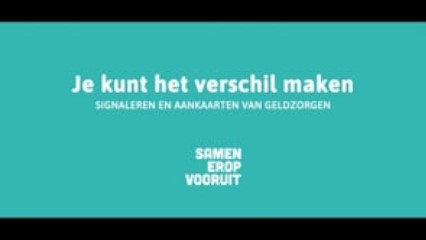 Je kunt het verschil maken
SIGNALEREN EN AANKAARTEN VAN GELDZORGEN
SAMEN
EROP
VOORUIT